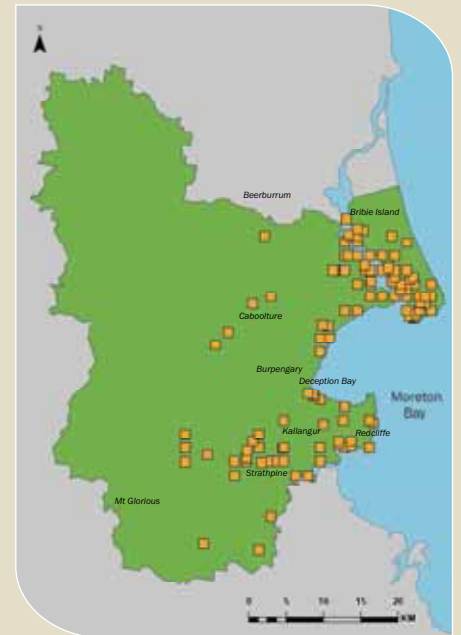 N
Beerburrum
Bribie Island
Caboolture
Burpengary
Deception Bay
Moreton
Bay
Kallangur
Redcliffe
Strathpine
Mt Glorious
0 5 10 15 20
KM